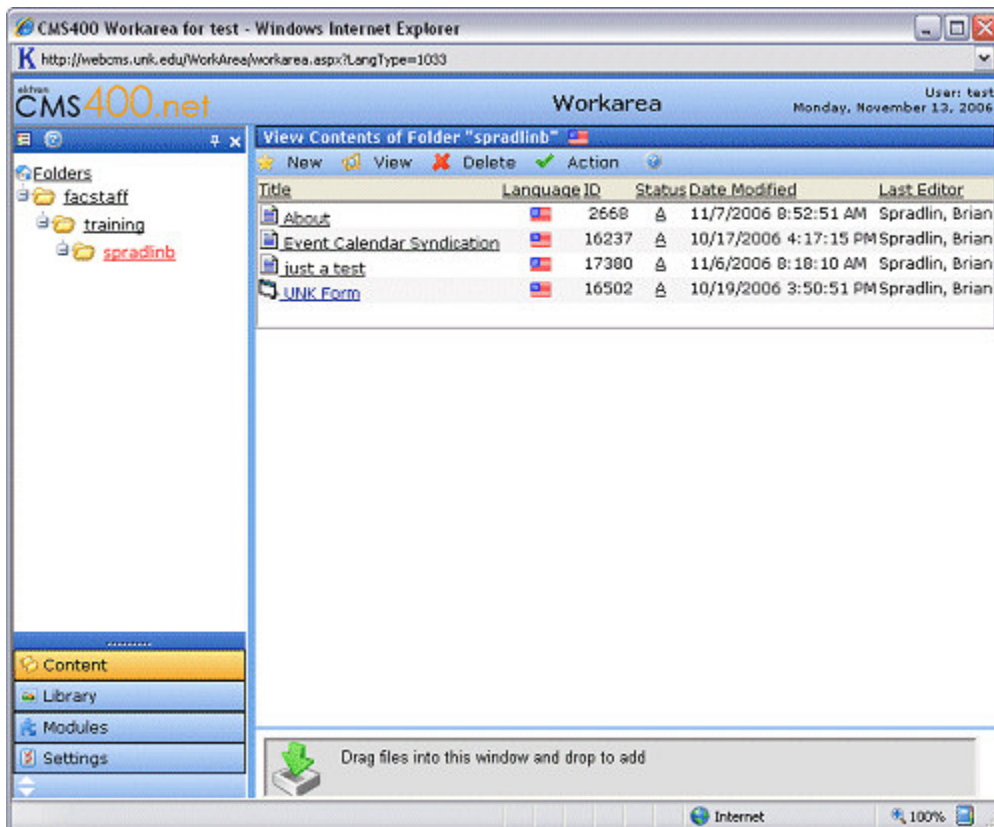 CMS400 Workarea for test - Windows Internet Explorer
K http://webcms.unk.edu/WorkArea/workarea.aspx?LangType=1033
ektron
CMS400.net
Workarea
User: test
Monday, November 13, 2006
View Contents of Folder "spradlinb"
New View Delete Action
Folders
facstaff
training
spradlinb
Title Language ID Status Date Modified Last Editor
About 2668 A 11/7/2006 8:52:51 AM Spradlin, Brian
Event Calendar Syndication 16237 A 10/17/2006 4:17:15 PM Spradlin, Brian
just a test 17380 A 11/6/2006 8:18:10 AM Spradlin, Brian
UNK Form 16502 A 10/19/2006 3:50:51 PM Spradlin, Brian
Content
Library
Modules
Settings
Drag files into this window and drop to add
Internet 100%